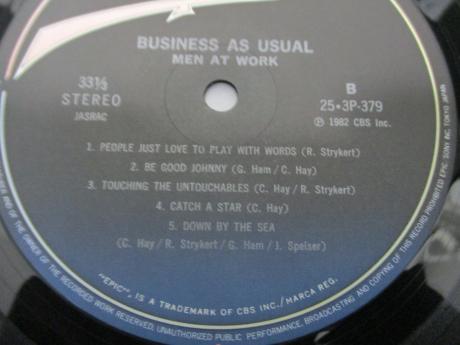 BUSINESS AS USUAL
MEN AT WORK
33⅓
STEREO
JASRAC
B
25・3P-379
Ⓟ 1982 CBS Inc.
1. PEOPLE JUST LOVE TO PLAY WITH WORDS (R. Strykert)
2. BE GOOD JOHNNY (G. Ham / C. Hay)
3. TOUCHING THE UNTOUCHABLES (C. Hay / R. Strykert)
4. CATCH A STAR (C. Hay)
5. DOWN BY THE SEA
(C. Hay / R. Strykert / G. Ham / J. Speiser)
"EPIC", IS A TRADEMARK OF CBS INC./MARCA REG.
AND OF THE OWNER OF THE RECORDED WORK RESERVED. UNAUTHORIZED PUBLIC PERFORMANCE, BROADCASTING AND COPYING OF THIS RECORD PROHIBITED EPIC SONY INC. TOKYO JAPAN